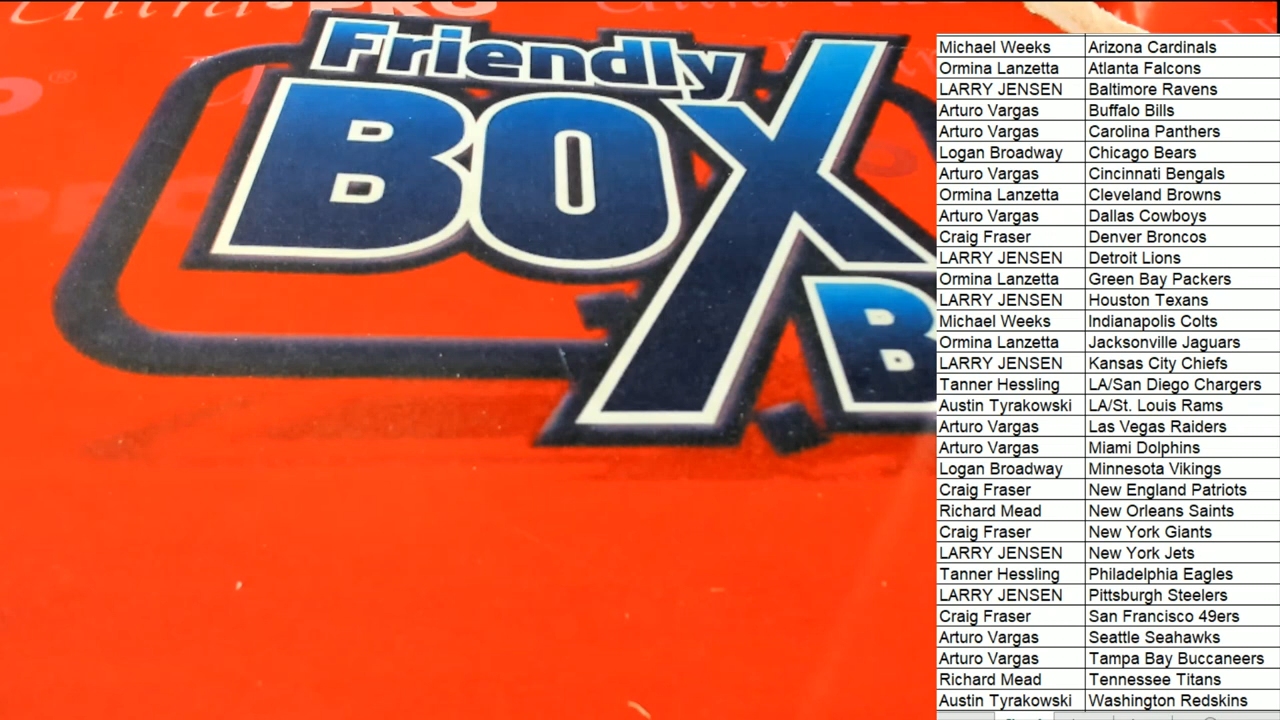 Ultra PRO
Friendly
BOX
B
Michael Weeks Arizona Cardinals
Ormina Lanzetta Atlanta Falcons
LARRY JENSEN Baltimore Ravens
Arturo Vargas Buffalo Bills
Arturo Vargas Carolina Panthers
Logan Broadway Chicago Bears
Arturo Vargas Cincinnati Bengals
Ormina Lanzetta Cleveland Browns
Arturo Vargas Dallas Cowboys
Craig Fraser Denver Broncos
LARRY JENSEN Detroit Lions
Ormina Lanzetta Green Bay Packers
LARRY JENSEN Houston Texans
Michael Weeks Indianapolis Colts
Ormina Lanzetta Jacksonville Jaguars
LARRY JENSEN Kansas City Chiefs
Tanner Hessling LA/San Diego Chargers
Austin Tyrakowski LA/St. Louis Rams
Arturo Vargas Las Vegas Raiders
Arturo Vargas Miami Dolphins
Logan Broadway Minnesota Vikings
Craig Fraser New England Patriots
Richard Mead New Orleans Saints
Craig Fraser New York Giants
LARRY JENSEN New York Jets
Tanner Hessling Philadelphia Eagles
LARRY JENSEN Pittsburgh Steelers
Craig Fraser San Francisco 49ers
Arturo Vargas Seattle Seahawks
Arturo Vargas Tampa Bay Buccaneers
Richard Mead Tennessee Titans
Austin Tyrakowski Washington Redskins